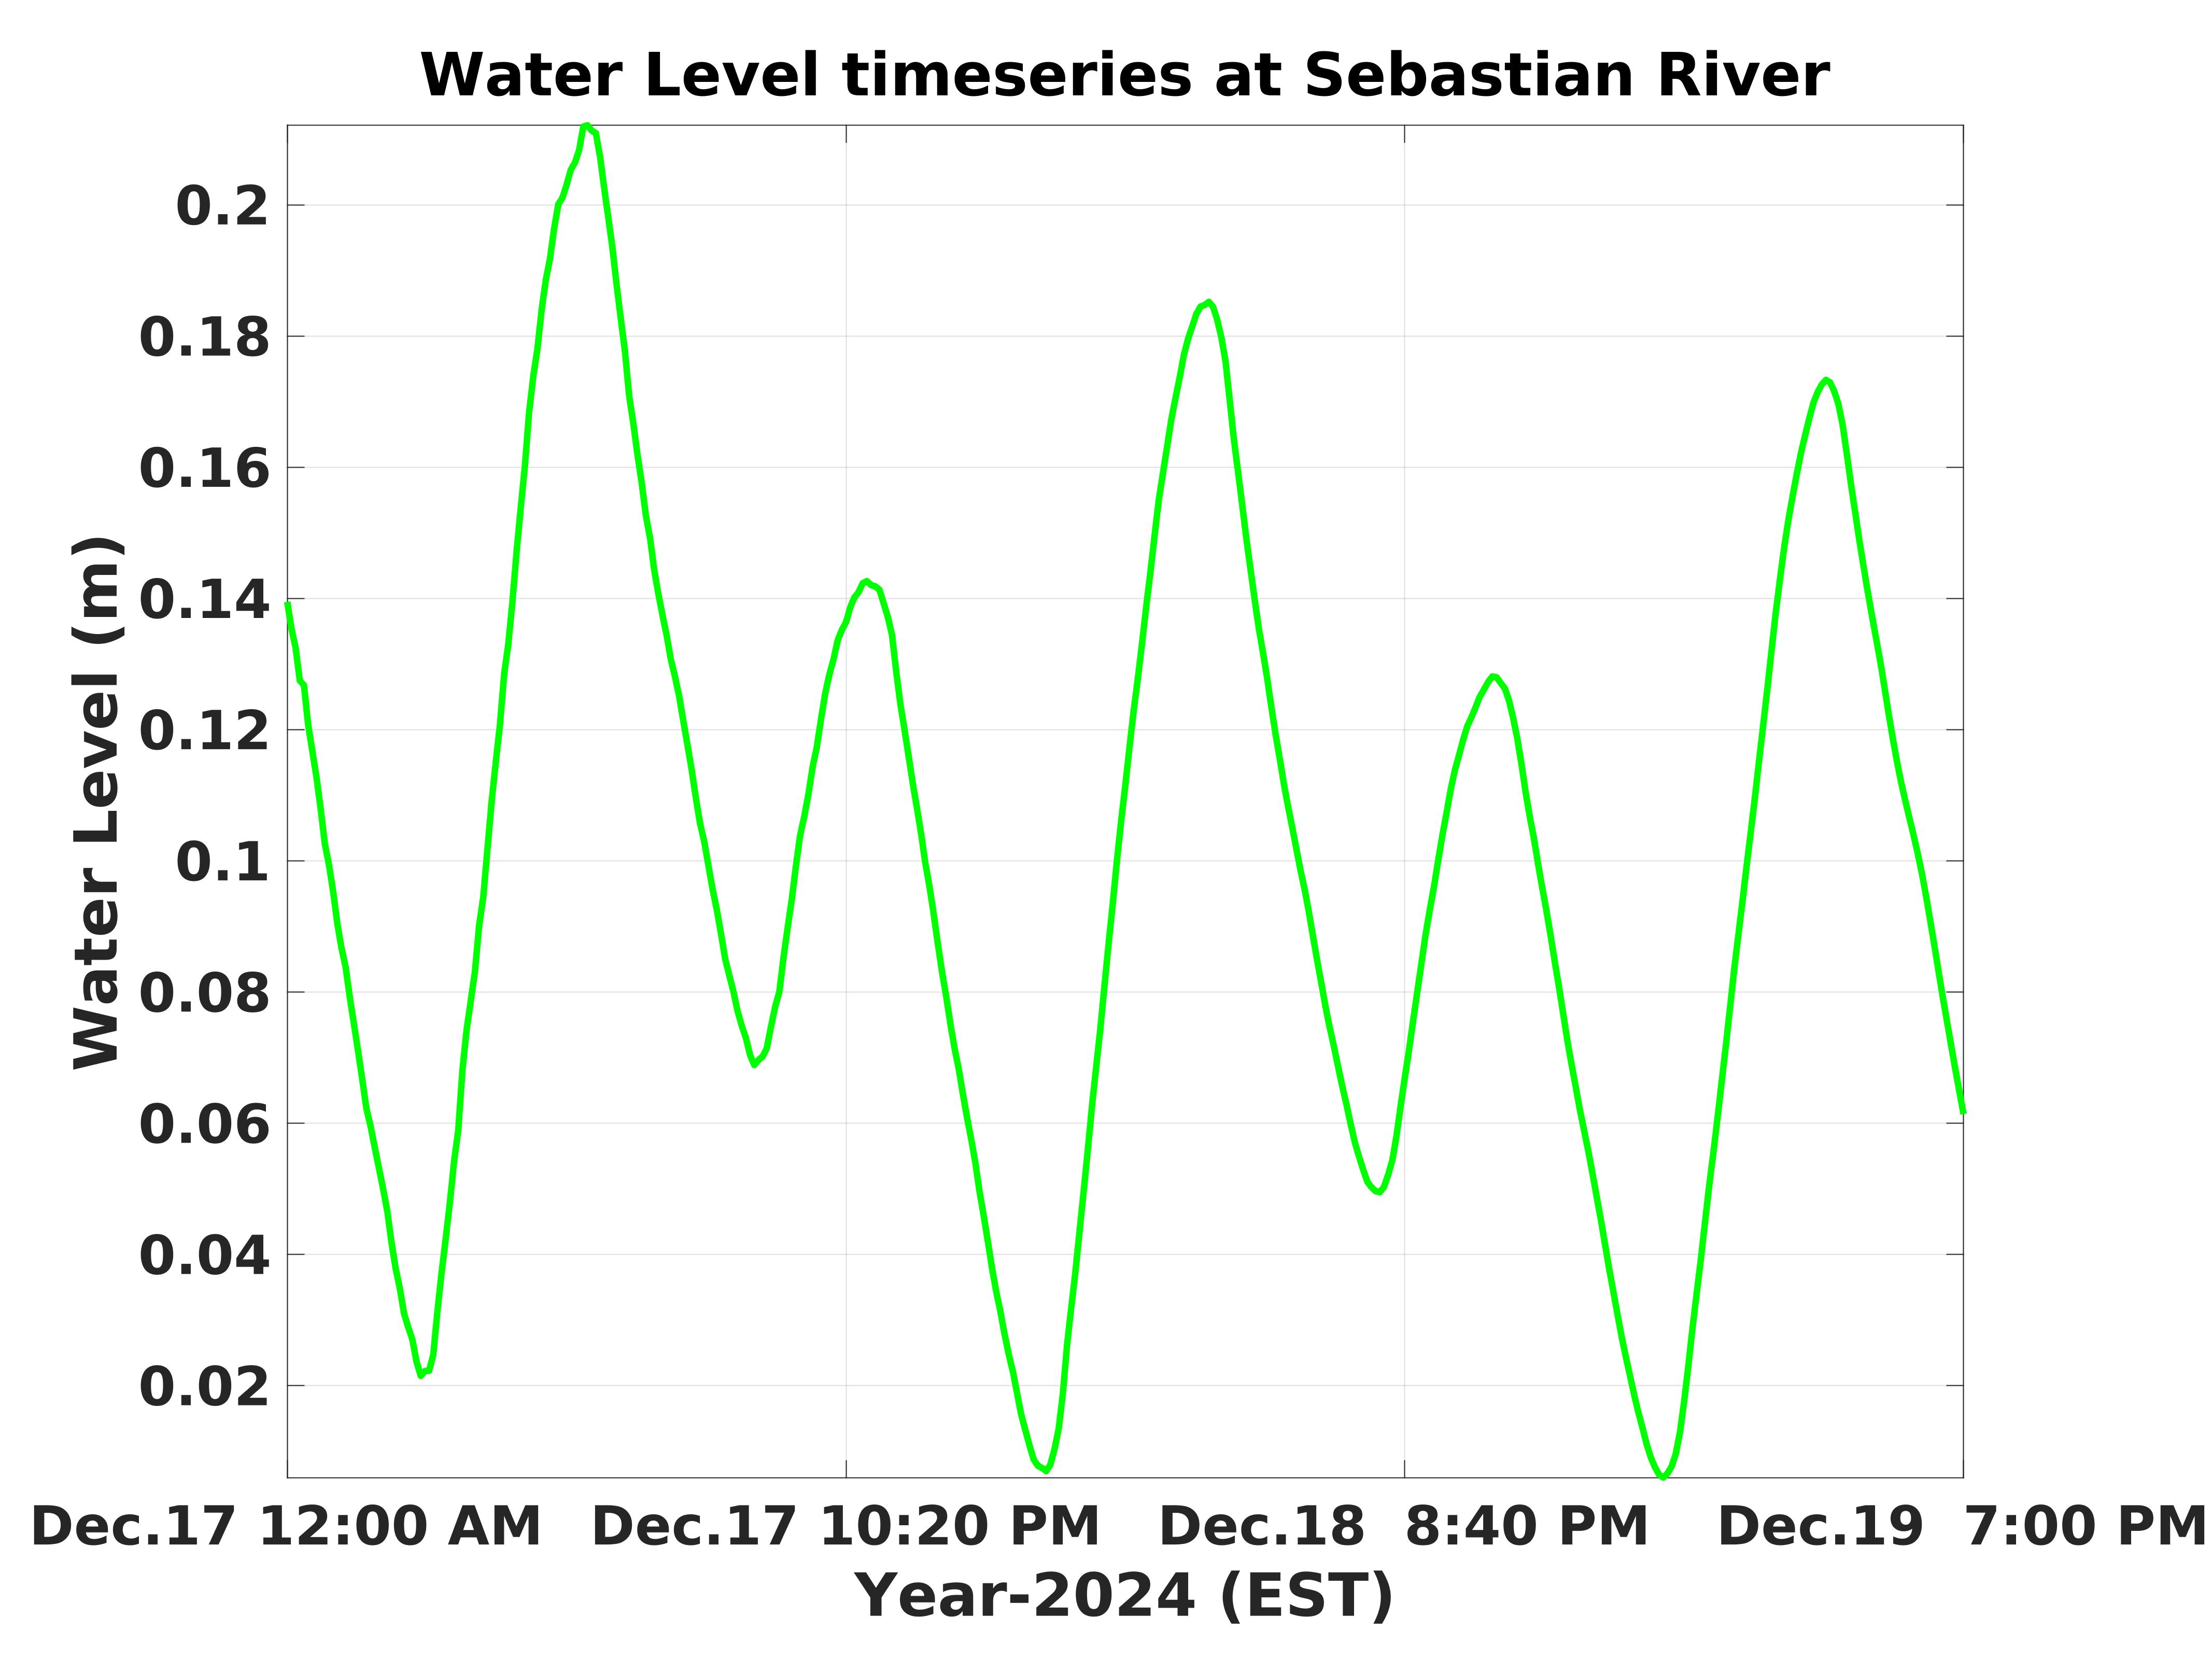 Water Level timeseries at Sebastian River
Water Level (m)
0.2
0.18
0.16
0.14
0.12
0.1
0.08
0.06
0.04
0.02
Dec.17 12:00 AM Dec.17 10:20 PM Dec.18 8:40 PM Dec.19 7:00 PM
Year-2024 (EST)